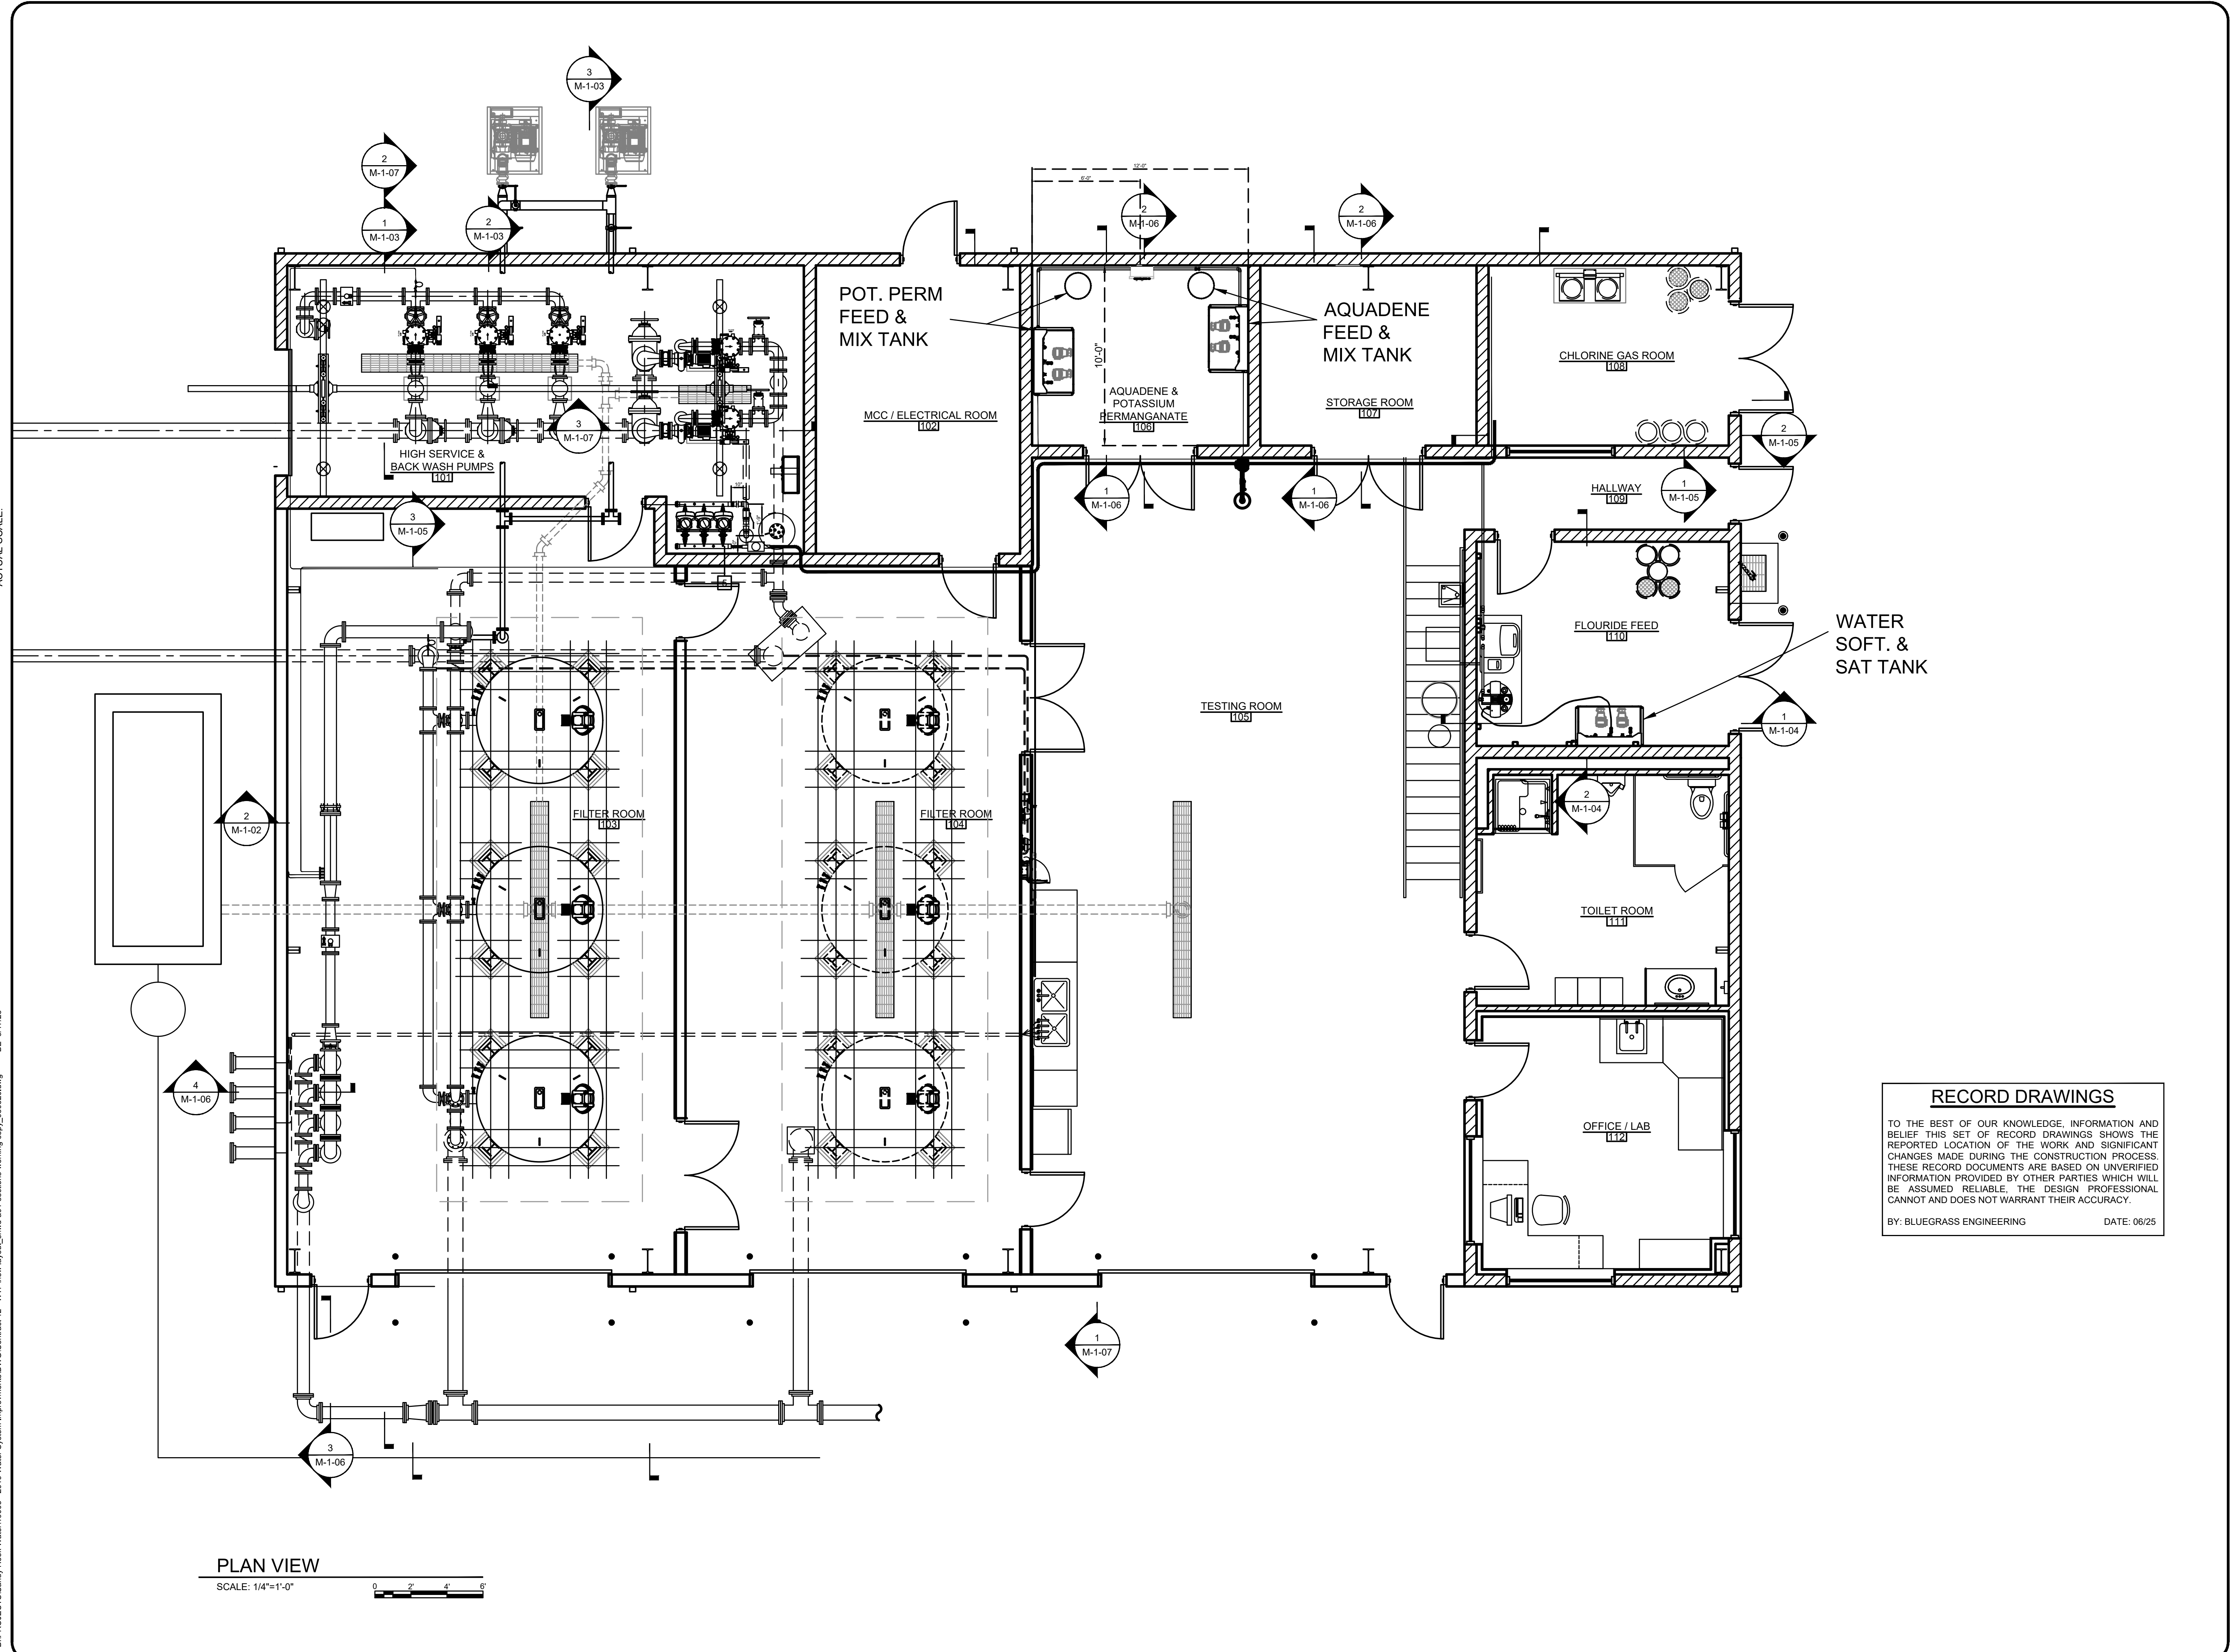 3
M-1-03
2
M-1-07
1
M-1-03
2
M-1-03
12'-0"
6'-0"
2
M-1-06
2
M-1-06
POT. PERM
FEED &
MIX TANK
AQUADENE
FEED &
MIX TANK
10'-0"
CHLORINE GAS ROOM
108
AQUADENE &
POTASSIUM
PERMANGANATE
106
STORAGE ROOM
107
MCC / ELECTRICAL ROOM
102
3
M-1-07
HIGH SERVICE &
BACK WASH PUMPS
101
2
M-1-05
HALLWAY
109
1
M-1-05
1
M-1-06
1
M-1-06
3
M-1-05
FLOURIDE FEED
110
WATER
SOFT. &
SAT TANK
TESTING ROOM
105
1
M-1-04
2
M-1-04
2
M-1-02
FILTER ROOM
103
FILTER ROOM
104
TOILET ROOM
111
4
M-1-06
OFFICE / LAB
112
RECORD DRAWINGS
TO THE BEST OF OUR KNOWLEDGE, INFORMATION AND
BELIEF THIS SET OF RECORD DRAWINGS SHOWS THE
REPORTED LOCATION OF THE WORK AND SIGNIFICANT
CHANGES MADE DURING THE CONSTRUCTION PROCESS.
THESE RECORD DOCUMENTS ARE BASED ON UNVERIFIED
INFORMATION PROVIDED BY OTHER PARTIES WHICH WILL
BE ASSUMED RELIABLE, THE DESIGN PROFESSIONAL
CANNOT AND DOES NOT WARRANT THEIR ACCURACY.
BY: BLUEGRASS ENGINEERING DATE: 06/25
1
M-1-07
3
M-1-06
PLAN VIEW
SCALE: 1/4"=1'-0"
0 2' 4' 6'